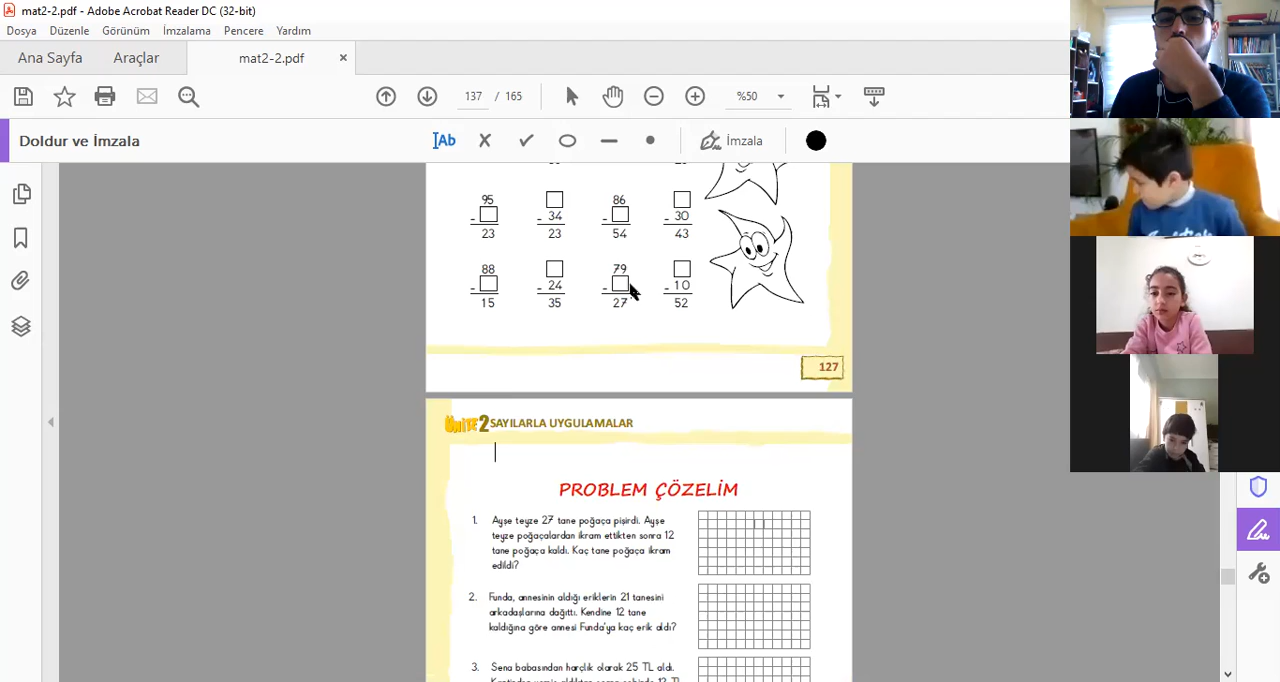 mat2-2.pdf - Adobe Acrobat Reader DC (32-bit)
Dosya Düzenle Görünüm İmzalama Pencere Yardım
Ana Sayfa Araçlar mat2-2.pdf ×
137 / 165 %50
Doldur ve İmzala Ab İmzala
95 86
- - 34 - - 30
23 23 54 43
88 79
- - 24 - - 10
15 35 27 52
127
ÜNİTE 2 SAYILARLA UYGULAMALAR
PROBLEM ÇÖZELİM
1. Ayşe teyze 27 tane poğaça pişirdi. Ayşe
teyze poğaçalardan ikram ettikten sonra 12
tane poğaça kaldı. Kaç tane poğaça ikram
edildi?
2. Funda, annesinin aldığı eriklerin 21 tanesini
arkadaşlarına dağıttı. Kendine 12 tane
kaldığına göre annesi Funda'ya kaç erik aldı?
3. Sena babasından harçlık olarak 25 TL aldı.